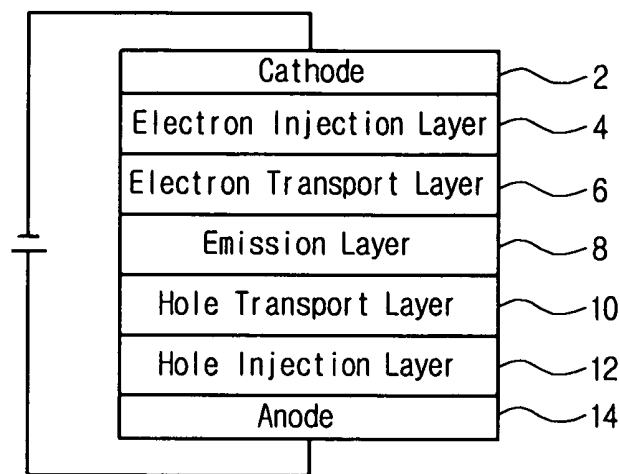 Cathode 2
Electron Injection Layer 4
Electron Transport Layer 6
Emission Layer 8
Hole Transport Layer 10
Hole Injection Layer 12
Anode 14